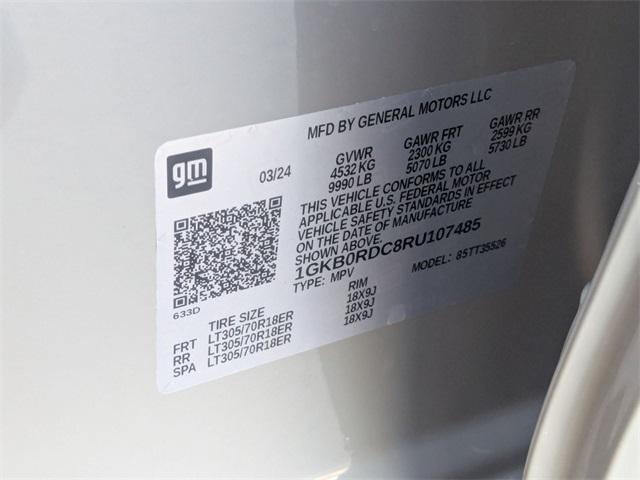 MFD BY GENERAL MOTORS LLC
gm
03/24
GVWR GAWR FRT GAWR RR
4532 KG 2300 KG 2599 KG
9990 LB 5070 LB 5730 LB
THIS VEHICLE CONFORMS TO ALL
APPLICABLE U.S. FEDERAL MOTOR
VEHICLE SAFETY STANDARDS IN EFFECT
ON THE DATE OF MANUFACTURE
SHOWN ABOVE.
1GKB0RDC8RU107485
TYPE: MPV MODEL: 85TT35526
633D
TIRE SIZE RIM
FRT LT305/70R18ER 18X9J
RR LT305/70R18ER 18X9J
SPA LT305/70R18ER 18X9J